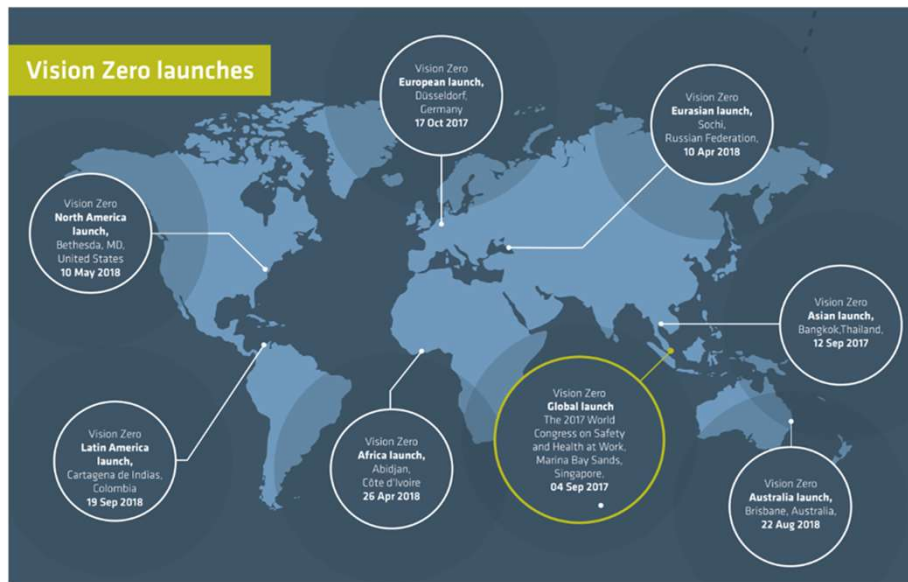 Vision Zero launches
Vision Zero
European launch,
Düsseldorf,
Germany
17 Oct 2017
Vision Zero
Eurasian launch,
Sochi,
Russian Federation,
10 Apr 2018
Vision Zero
North America
launch,
Bethesda, MD,
United States
10 May 2018
Vision Zero
Asian launch,
Bangkok,Thailand,
12 Sep 2017
Vision Zero
Latin America
launch,
Cartagena de Indias,
Colombia
19 Sep 2018
Vision Zero
Africa launch,
Abidjan,
Côte d'Ivoire
26 Apr 2018
Vision Zero
Global launch
The 2017 World
Congress on Safety
and Health at Work,
Marina Bay Sands,
Singapore,
04 Sep 2017
Vision Zero
Australia launch,
Brisbane, Australia,
22 Aug 2018